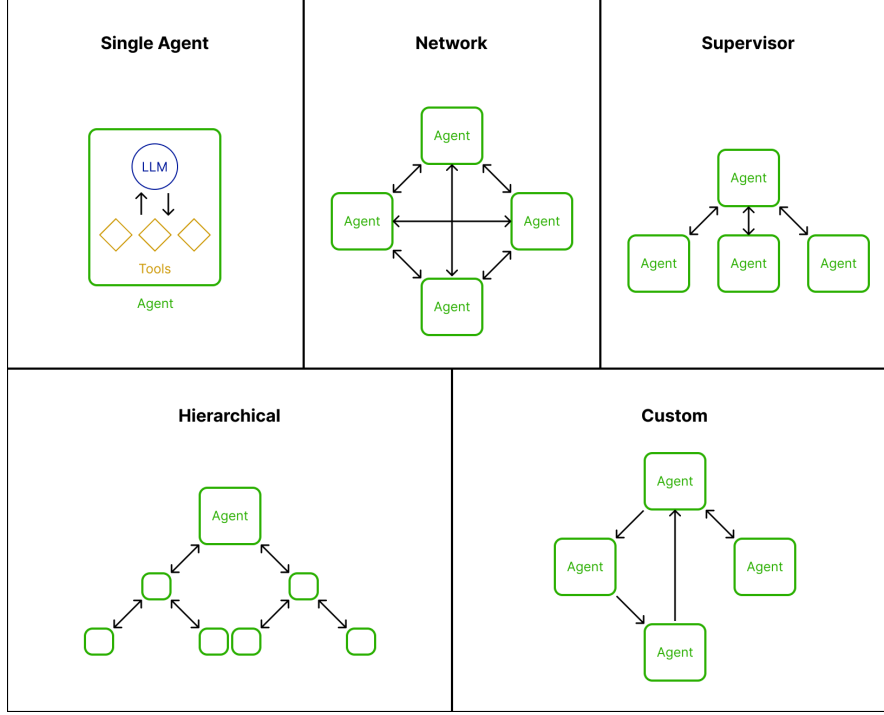 Single Agent
LLM
Tools
Agent
Network
Agent
Agent
Agent
Agent
Supervisor
Agent
Agent
Agent
Agent
Hierarchical
Agent
Custom
Agent
Agent
Agent
Agent